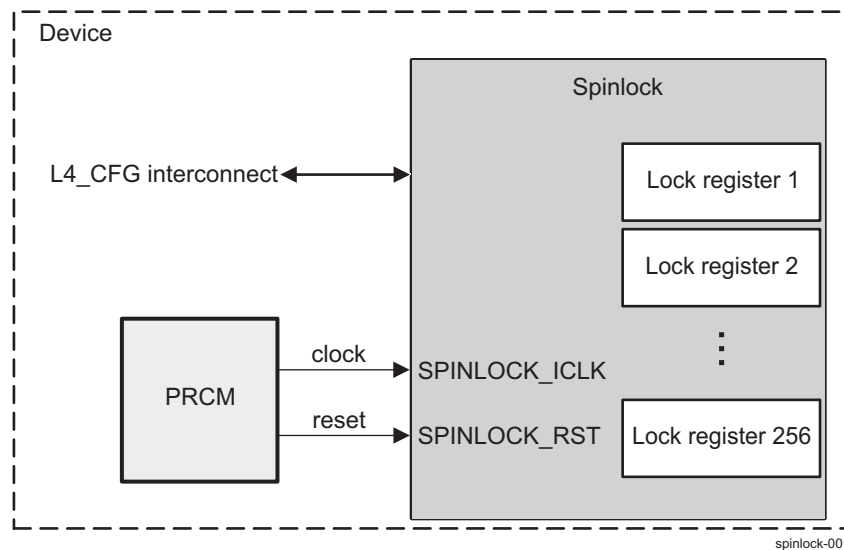 Device
Spinlock
L4_CFG interconnect
Lock register 1
Lock register 2
clock
SPINLOCK_ICLK
PRCM
reset
SPINLOCK_RST
Lock register 256
spinlock-00